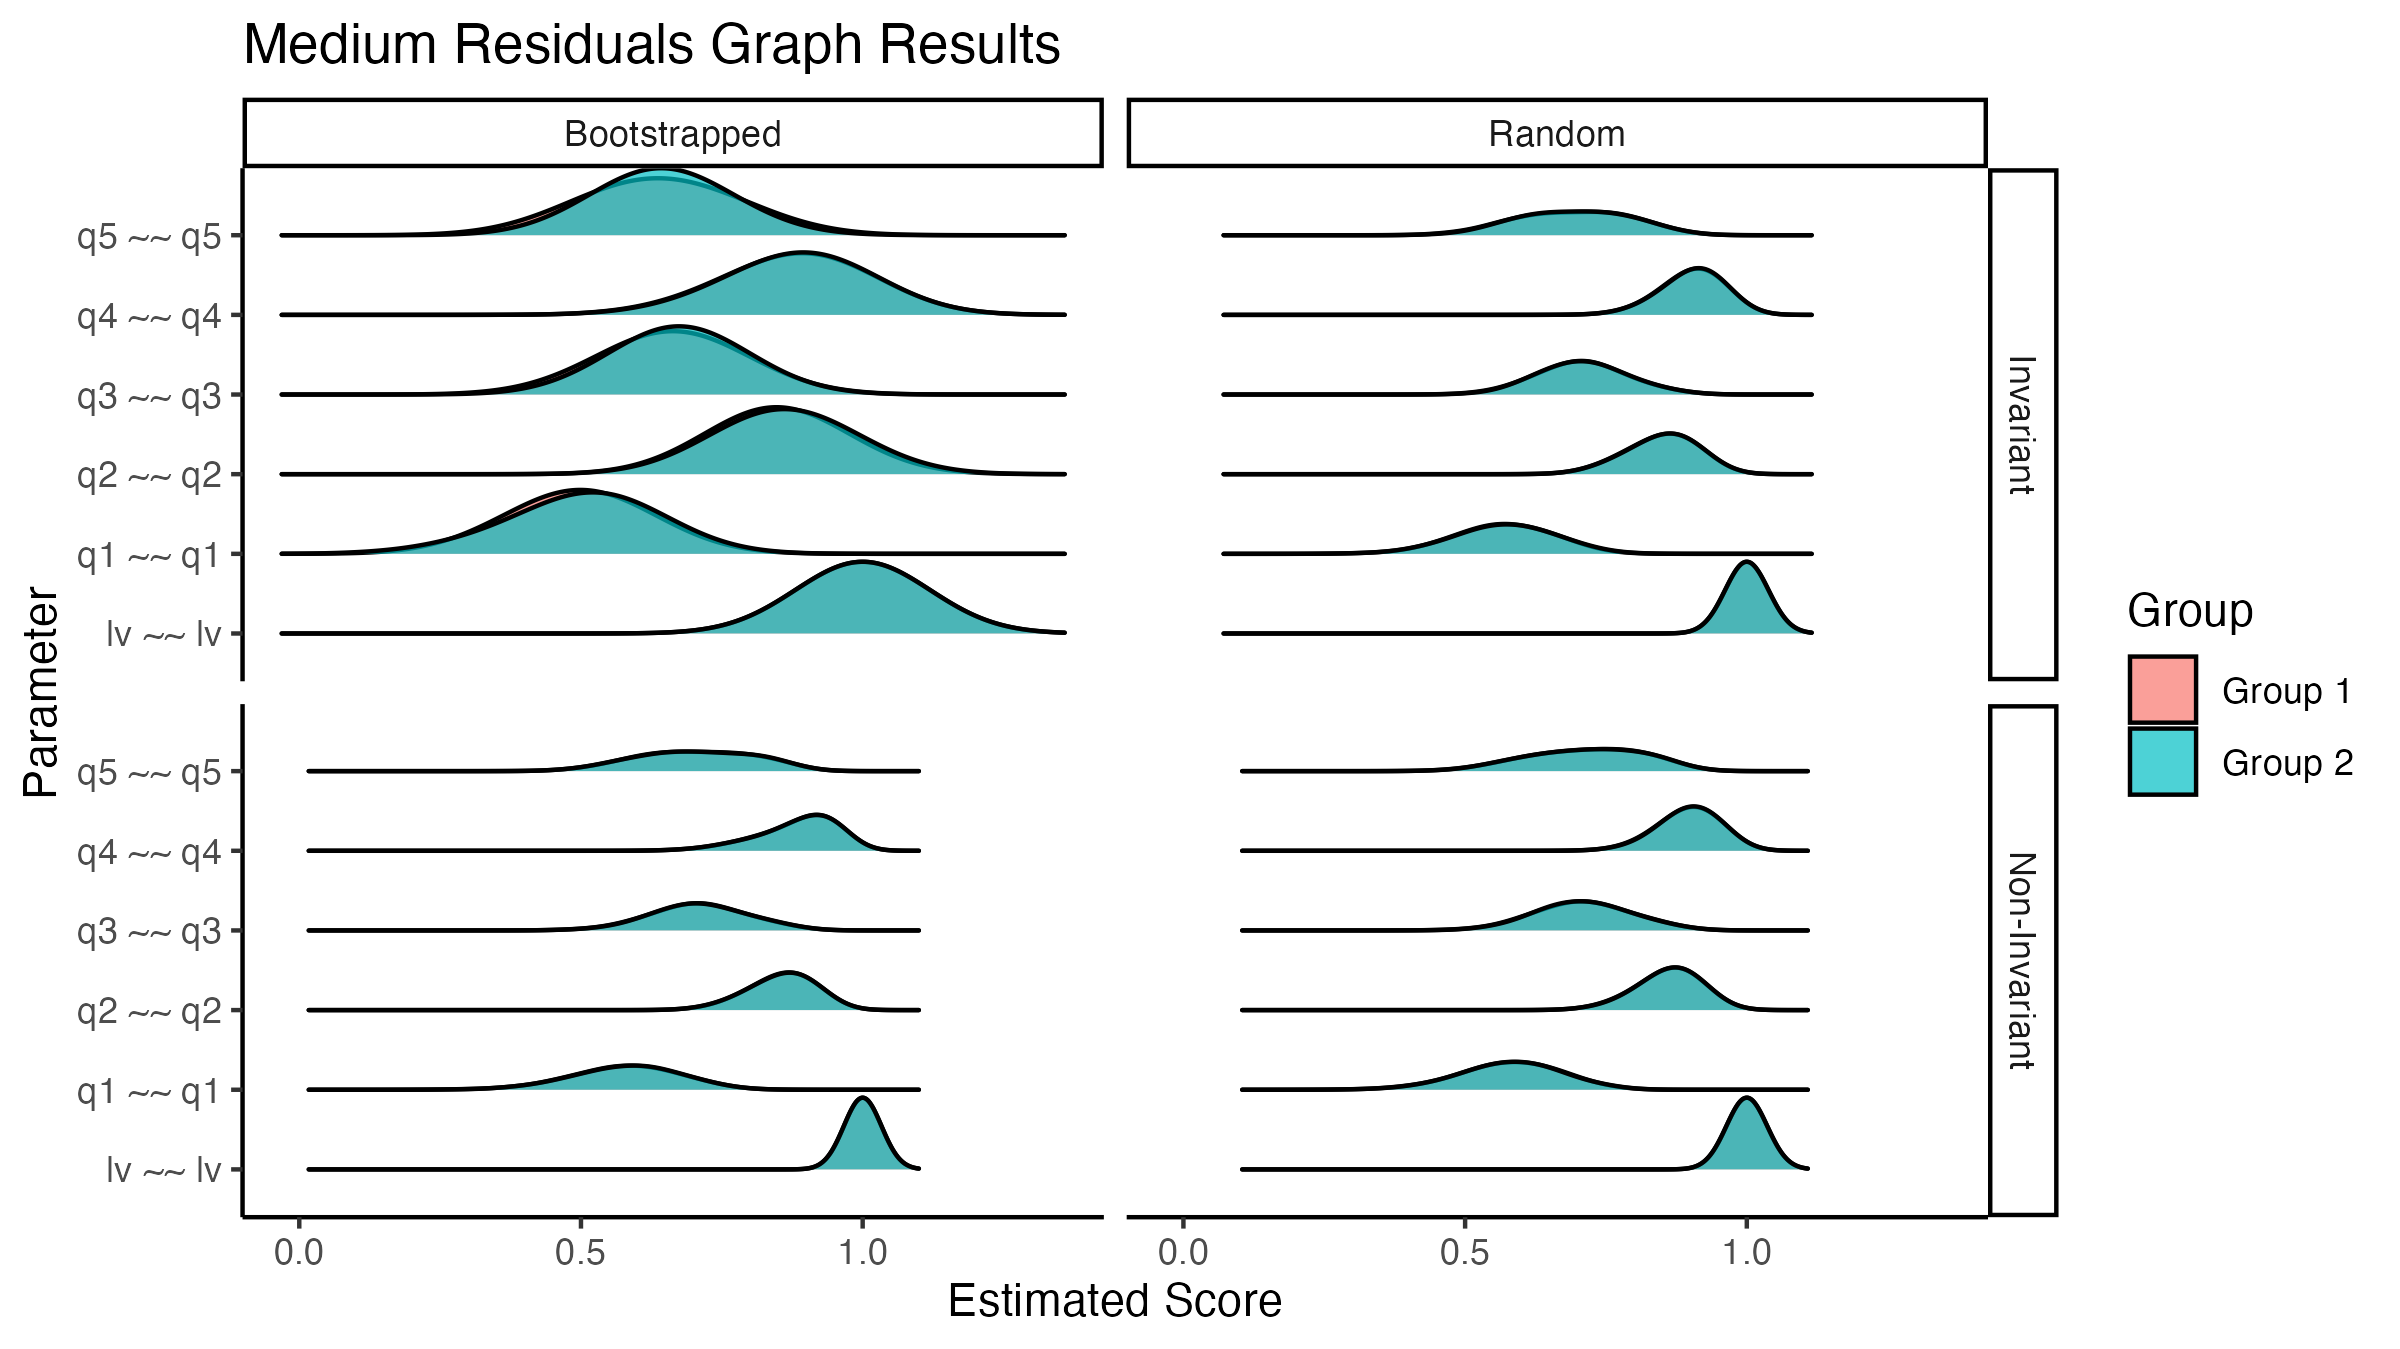 Medium Residuals Graph Results
Bootstrapped
Random
Parameter
q5 ~~ q5
q4 ~~ q4
q3 ~~ q3
q2 ~~ q2
q1 ~~ q1
lv ~~ lv
Invariant
q5 ~~ q5
q4 ~~ q4
q3 ~~ q3
q2 ~~ q2
q1 ~~ q1
lv ~~ lv
Non-Invariant
0.0 0.5 1.0
0.0 0.5 1.0
Estimated Score
Group
Group 1
Group 2